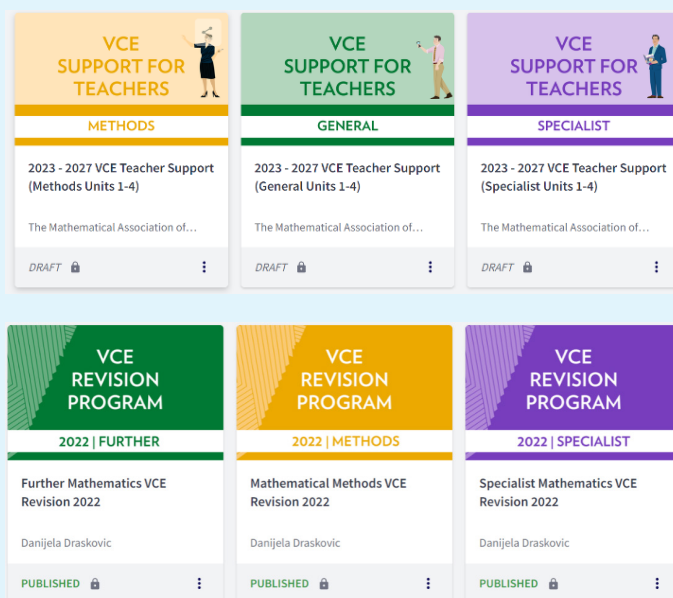 VCE
SUPPORT FOR
TEACHERS
METHODS
2023 - 2027 VCE Teacher Support
(Methods Units 1-4)
The Mathematical Association of...
DRAFT
VCE
SUPPORT FOR
TEACHERS
GENERAL
2023 - 2027 VCE Teacher Support
(General Units 1-4)
The Mathematical Association of...
DRAFT
VCE
SUPPORT FOR
TEACHERS
SPECIALIST
2023 - 2027 VCE Teacher Support
(Specialist Units 1-4)
The Mathematical Association of...
DRAFT
VCE
REVISION
PROGRAM
2022 | FURTHER
Further Mathematics VCE
Revision 2022
Danijela Draskovic
PUBLISHED
VCE
REVISION
PROGRAM
2022 | METHODS
Mathematical Methods VCE
Revision 2022
Danijela Draskovic
PUBLISHED
VCE
REVISION
PROGRAM
2022 | SPECIALIST
Specialist Mathematics VCE
Revision 2022
Danijela Draskovic
PUBLISHED